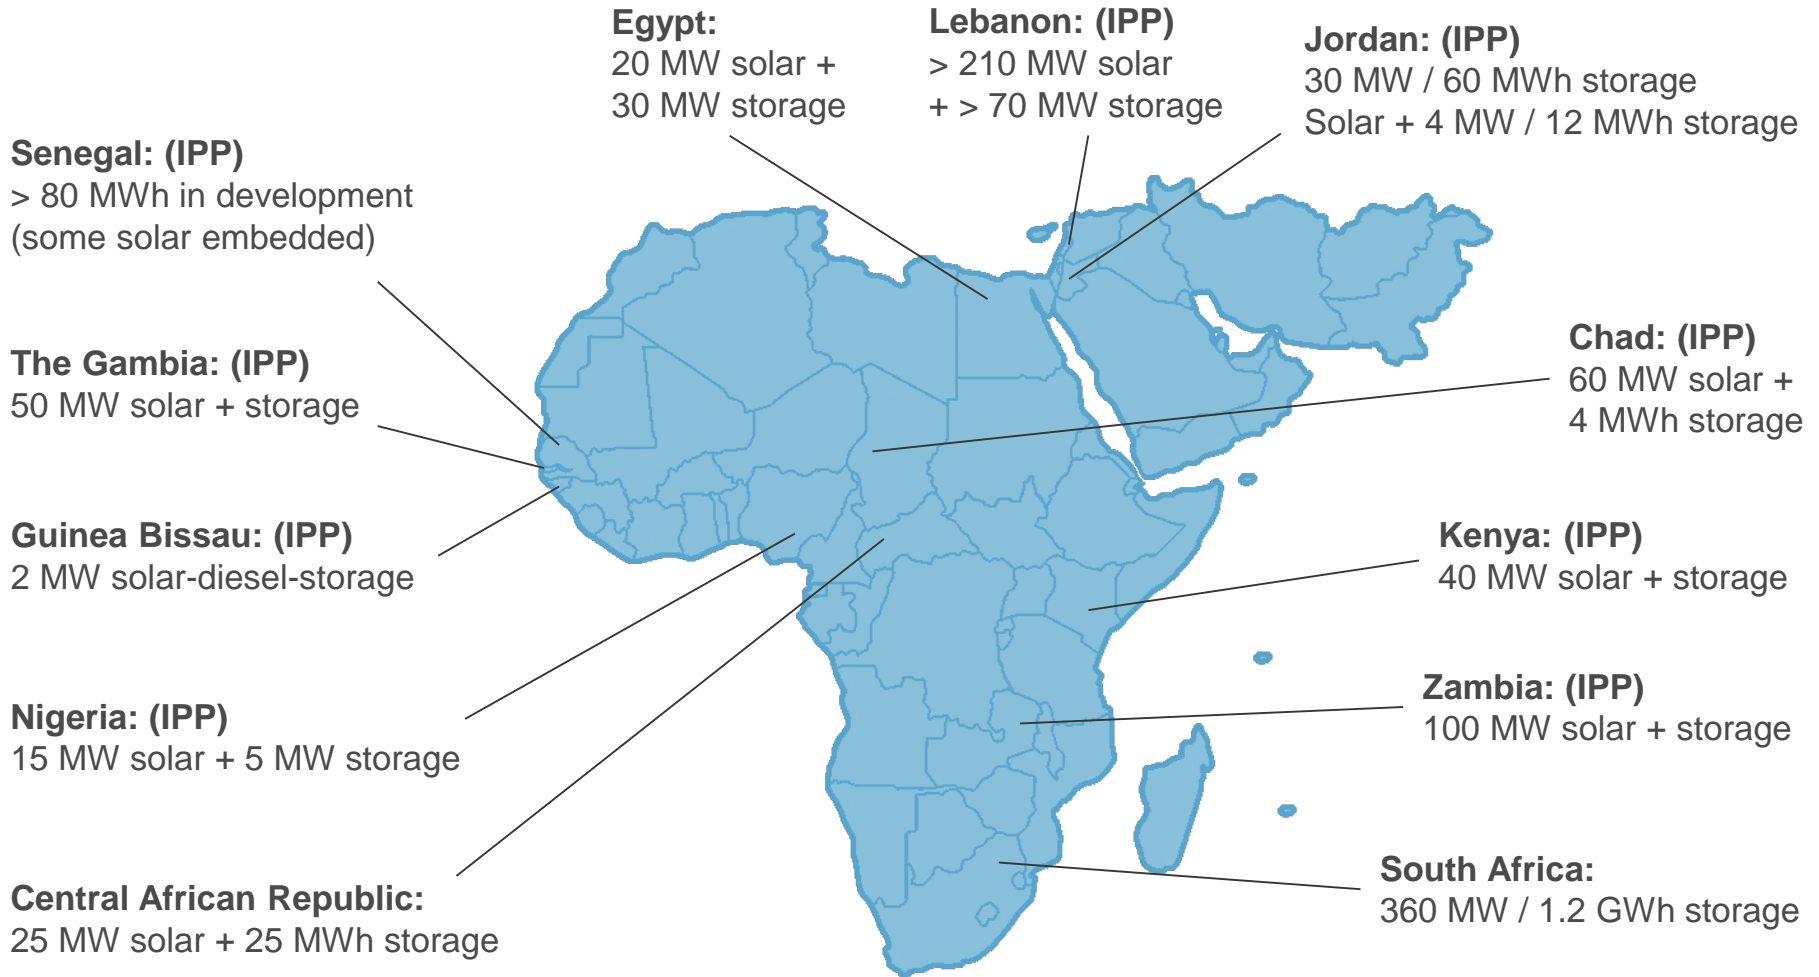 Egypt:
20 MW solar +
30 MW storage
Lebanon: (IPP)
> 210 MW solar
+ > 70 MW storage
Jordan: (IPP)
30 MW / 60 MWh storage
Solar + 4 MW / 12 MWh storage
Senegal: (IPP)
> 80 MWh in development
(some solar embedded)
The Gambia: (IPP)
50 MW solar + storage
Guinea Bissau: (IPP)
2 MW solar-diesel-storage
Nigeria: (IPP)
15 MW solar + 5 MW storage
Central African Republic:
25 MW solar + 25 MWh storage
Chad: (IPP)
60 MW solar +
4 MWh storage
Kenya: (IPP)
40 MW solar + storage
Zambia: (IPP)
100 MW solar + storage
South Africa:
360 MW / 1.2 GWh storage